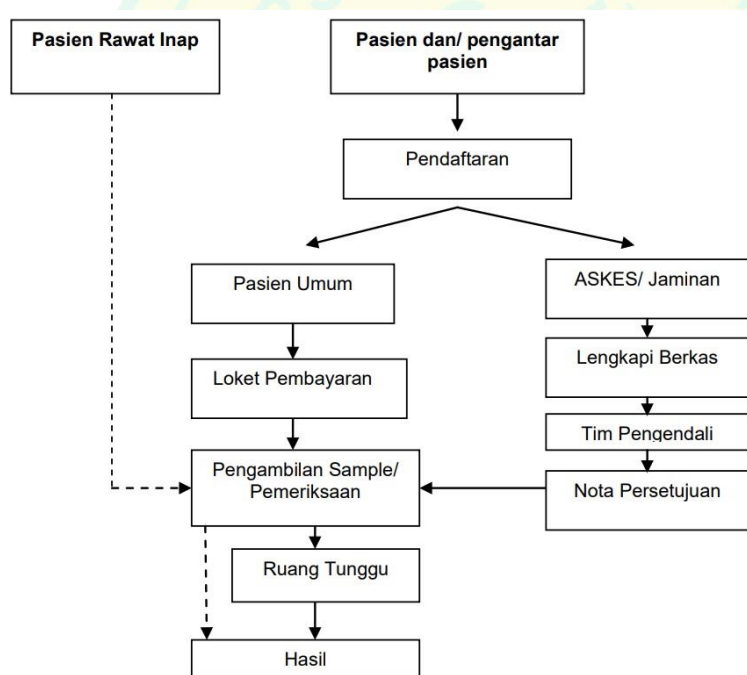 Pasien Rawat Inap
Pasien dan/ pengantar
pasien
Pendaftaran
Pasien Umum
ASKES/ Jaminan
Loket Pembayaran
Lengkapi Berkas
Tim Pengendali
Pengambilan Sample/
Pemeriksaan
Nota Persetujuan
Ruang Tunggu
Hasil